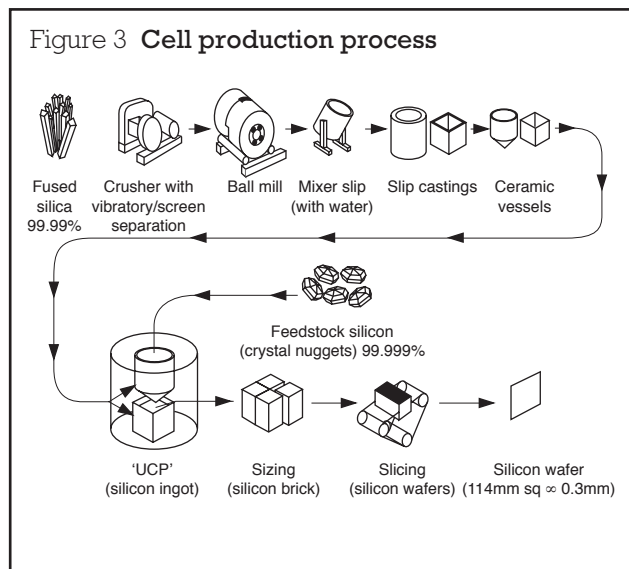 Figure 3 Cell production process
Fused
silica
99.99%
Crusher with
vibratory/screen
separation
Ball mill
Mixer slip
(with water)
Slip castings
Ceramic
vessels
Feedstock silicon
(crystal nuggets) 99.999%
‘UCP’
(silicon ingot)
Sizing
(silicon brick)
Slicing
(silicon wafers)
Silicon wafer
(114mm sq ∝ 0.3mm)